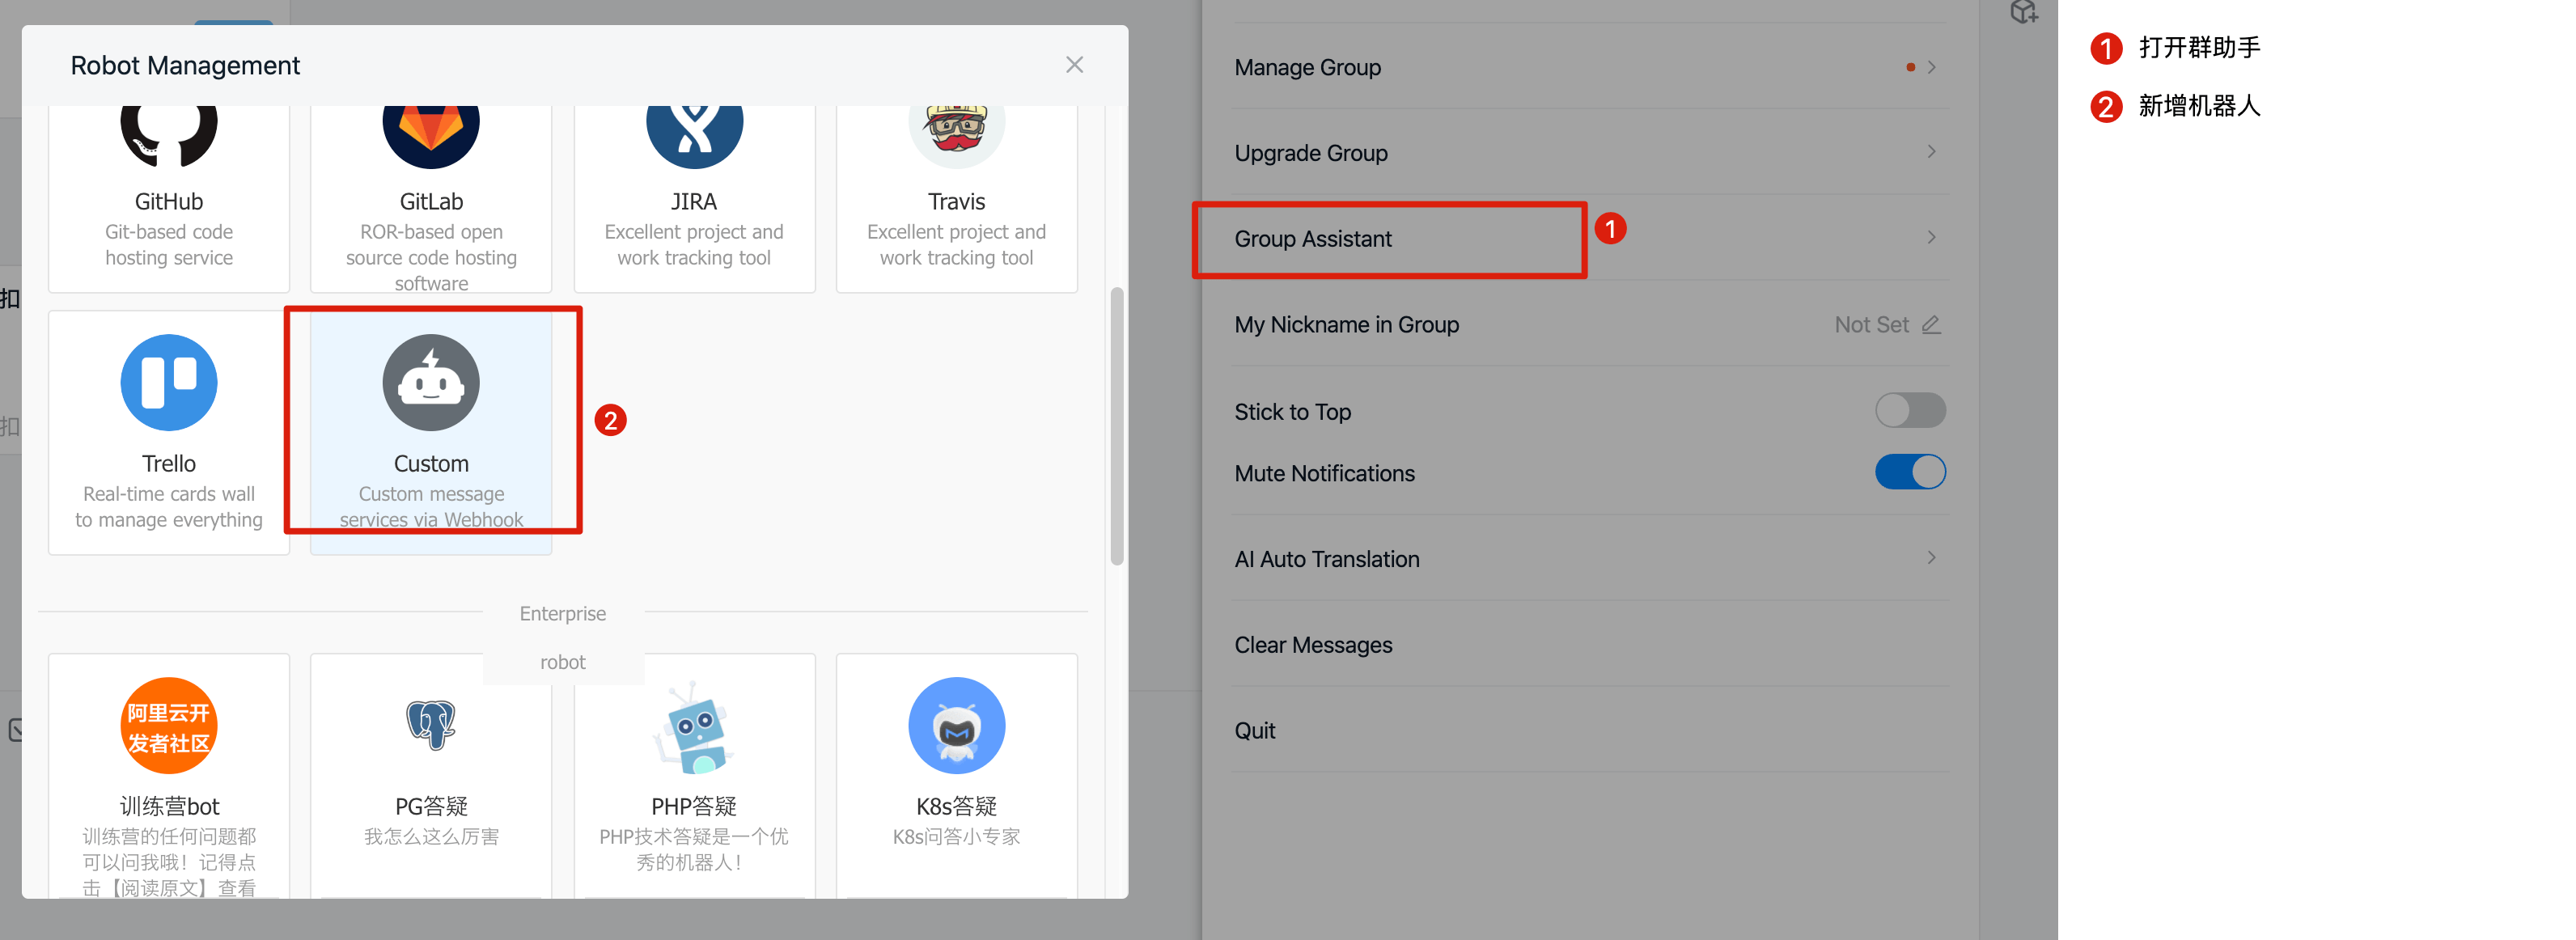 Robot Management
GitHub
Git-based code
hosting service
GitLab
ROR-based open
source code hosting
software
JIRA
Excellent project and
work tracking tool
Travis
Excellent project and
work tracking tool
Trello
Real-time cards wall
to manage everything
Custom
Custom message
services via Webhook
2
Enterprise
robot
阿里云开
发者社区
训练营bot
训练营的任何问题都
可以问我哦！记得点
击【阅读原文】查看
PG答疑
我怎么这么厉害
PHP答疑
PHP技术答疑是一个优
秀的机器人！
K8s答疑
K8s问答小专家
扣
扣
Manage Group
Upgrade Group
Group Assistant
1
My Nickname in Group
Not Set
Stick to Top
Mute Notifications
AI Auto Translation
Clear Messages
Quit
1 打开群助手
2 新增机器人